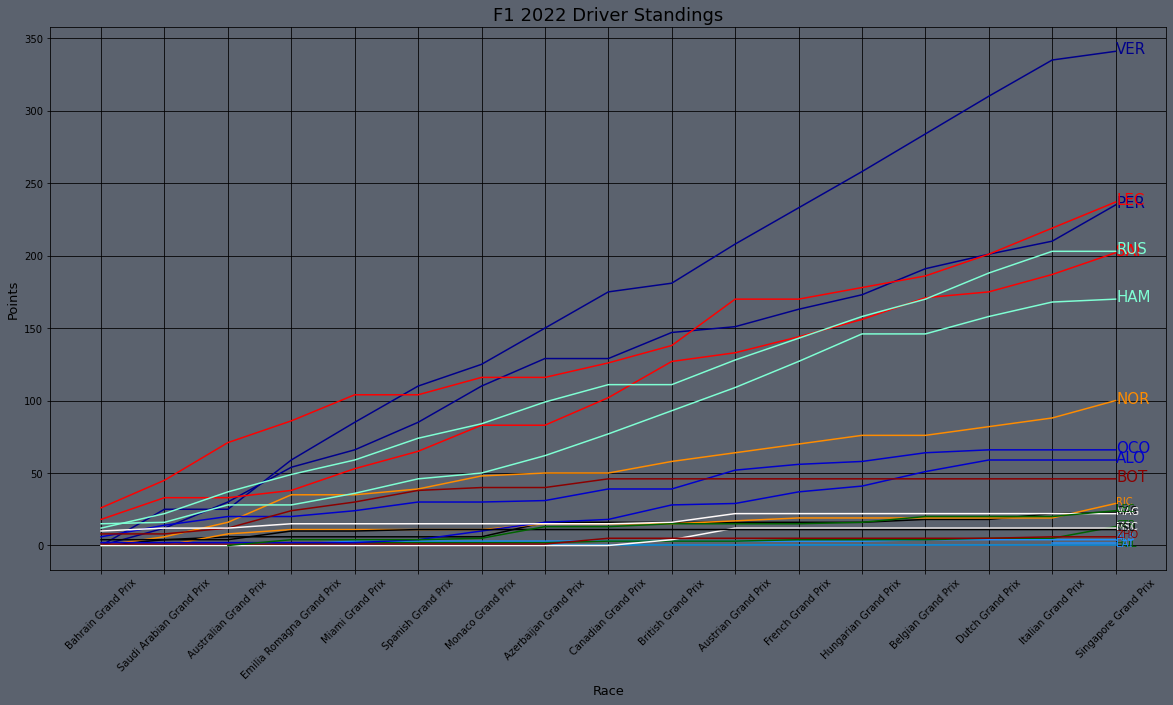 F1 2022 Driver Standings
Points
350
300
250
200
150
100
50
0
VER
PER
RUS
HAM
NOR
OCO
ALO
BOT
RIC
MAG
Bahrain Grand Prix
Saudi Arabian Grand Prix
Australian Grand Prix
Emilia Romagna Grand Prix
Miami Grand Prix
Spanish Grand Prix
Monaco Grand Prix
Azerbaijan Grand Prix
Canadian Grand Prix
British Grand Prix
Austrian Grand Prix
French Grand Prix
Hungarian Grand Prix
Belgian Grand Prix
Dutch Grand Prix
Italian Grand Prix
Singapore Grand Prix
Race